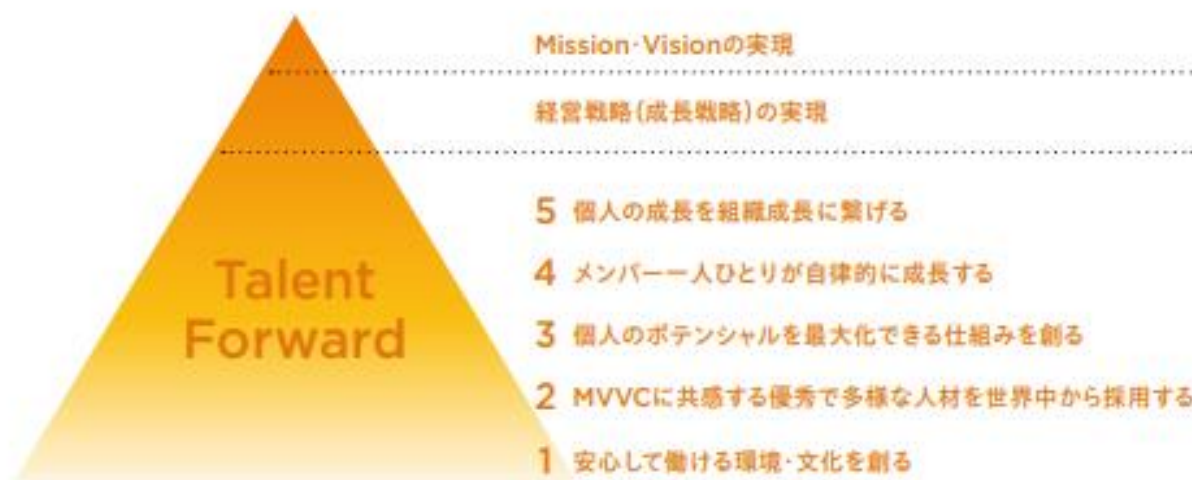 Mission·Visionの実現
経営戦略(成長戦略)の実現
Talent
Forward
5 個人の成長を組織成長に繋げる
4 メンバー一人ひとりが自律的に成長する
3 個人のポテンシャルを最大化できる仕組みを創る
2 MVVCに共感する優秀で多様な人材を世界中から採用する
1 安心して働ける環境·文化を創る